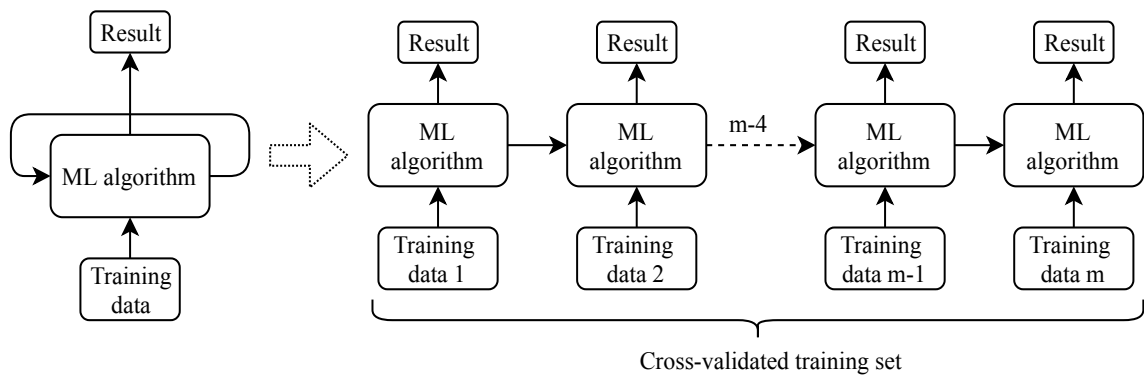 Result
ML algorithm
Training
data
Result
ML
algorithm
Training
data 1
Result
ML
algorithm
Training
data 2
m-4
Result
ML
algorithm
Training
data m-1
Result
ML
algorithm
Training
data m
Cross-validated training set